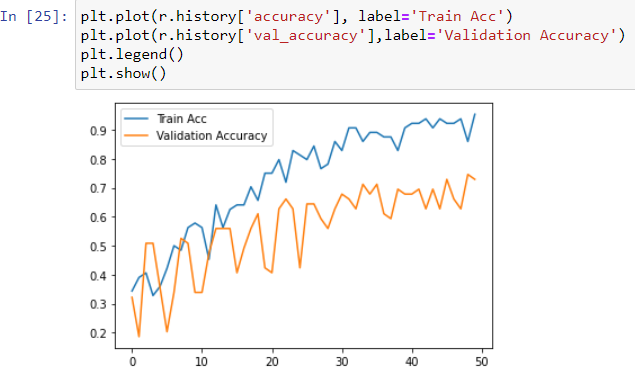 In [25]: plt.plot(r.history['accuracy'], label='Train Acc')
plt.plot(r.history['val_accuracy'],label='Validation Accuracy')
plt.legend()
plt.show()
Train Acc
Validation Accuracy
0.9
0.8
0.7
0.6
0.5
0.4
0.3
0.2
0 10 20 30 40 50